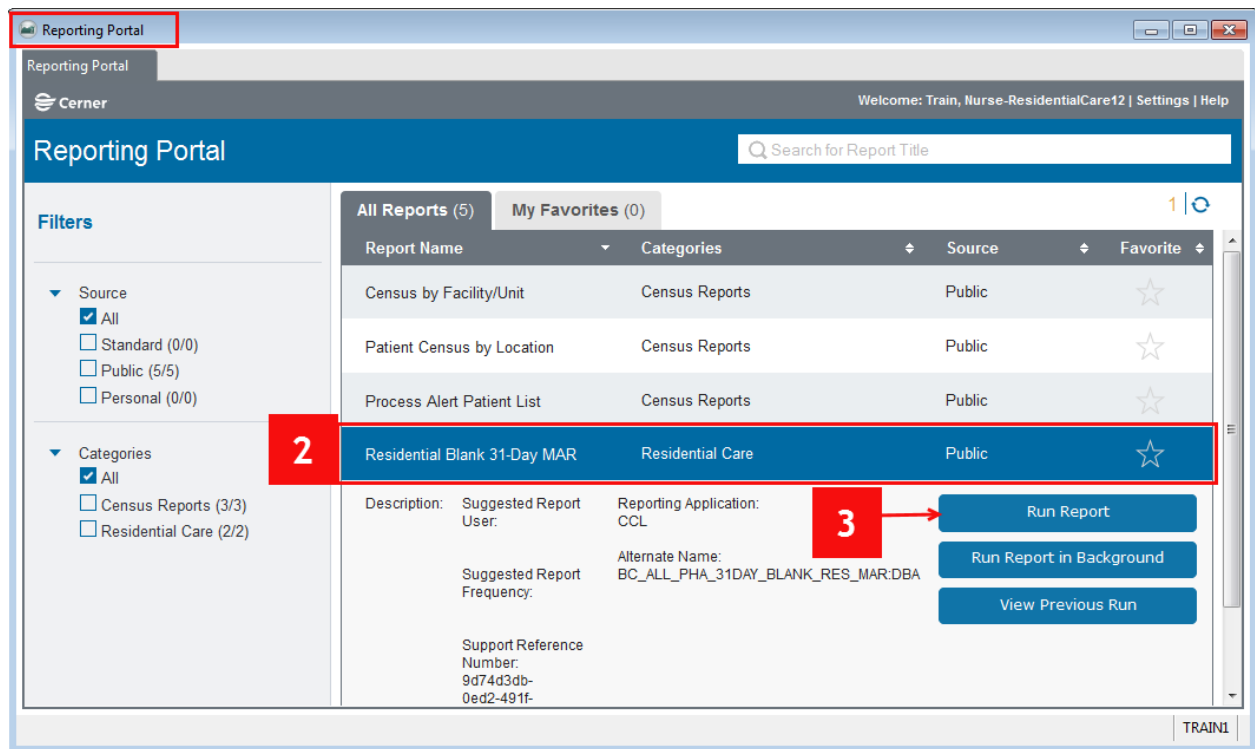 Reporting Portal
Reporting Portal
Cerner
Welcome: Train, Nurse-ResidentialCare12 | Settings | Help
Reporting Portal
Search for Report Title
Filters
Source
All
Standard (0/0)
Public (5/5)
Personal (0/0)
Categories
All
Census Reports (3/3)
Residential Care (2/2)
All Reports (5)
My Favorites (0)
1
Report Name
Categories
Source
Favorite
Census by Facility/Unit
Census Reports
Public
Patient Census by Location
Census Reports
Public
Process Alert Patient List
Census Reports
Public
2
Residential Blank 31-Day MAR
Residential Care
Public
Description:
Suggested Report
User:
Suggested Report
Frequency:
Support Reference
Number:
9d74d3db-
0ed2-491f-
Reporting Application:
CCL
Alternate Name:
BC_ALL_PHA_31DAY_BLANK_RES_MAR:DBA
3
Run Report
Run Report in Background
View Previous Run
TRAIN1